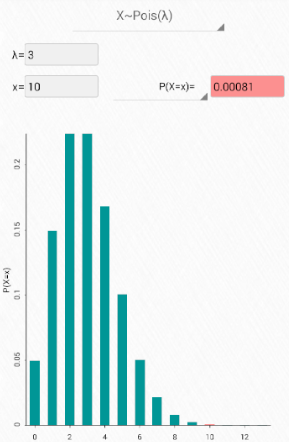 X~Pois(λ)
λ= 3
x= 10
P(X=x)= 0.00081
P(X=x)
0.2
0.15
0.1
0.05
0
0 2 4 6 8 10 12